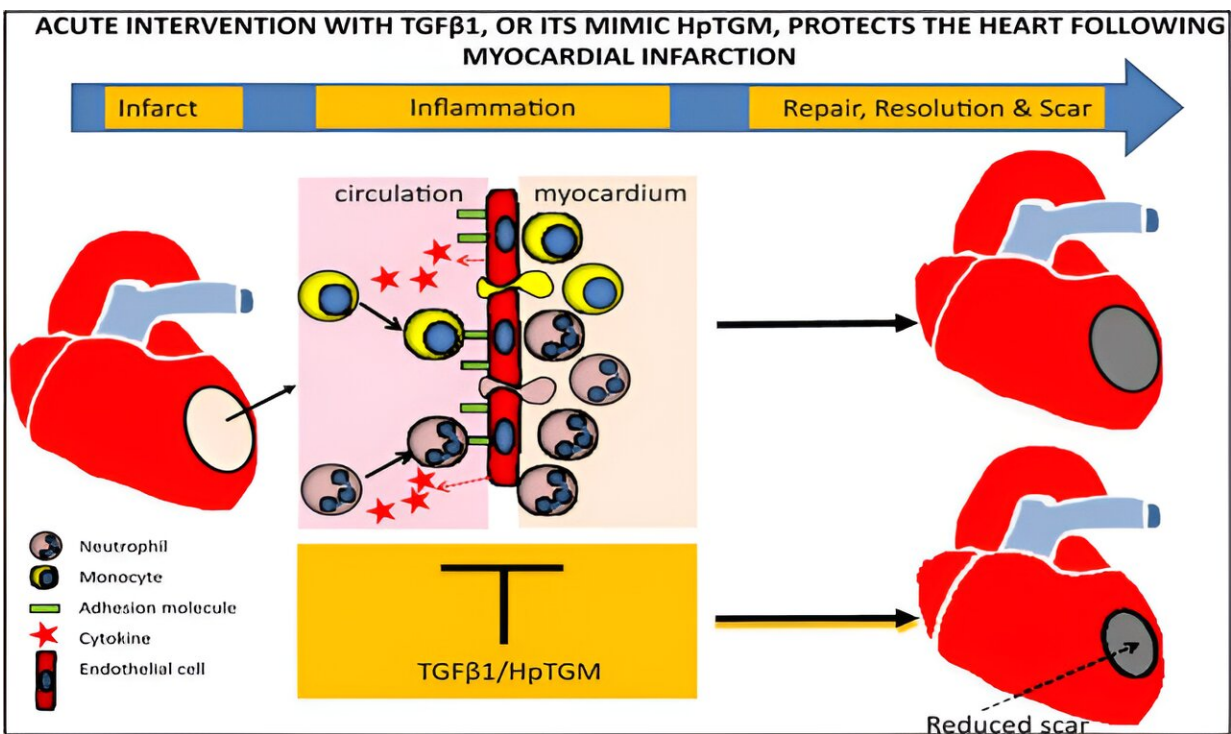 ACUTE INTERVENTION WITH TGFβ1, OR ITS MIMIC HpTGM, PROTECTS THE HEART FOLLOWING
MYOCARDIAL INFARCTION
Infarct
Inflammation
Repair, Resolution & Scar
circulation
myocardium
Neutrophil
Monocyte
Adhesion molecule
Cytokine
Endothelial cell
TGFβ1/HpTGM
Reduced scar